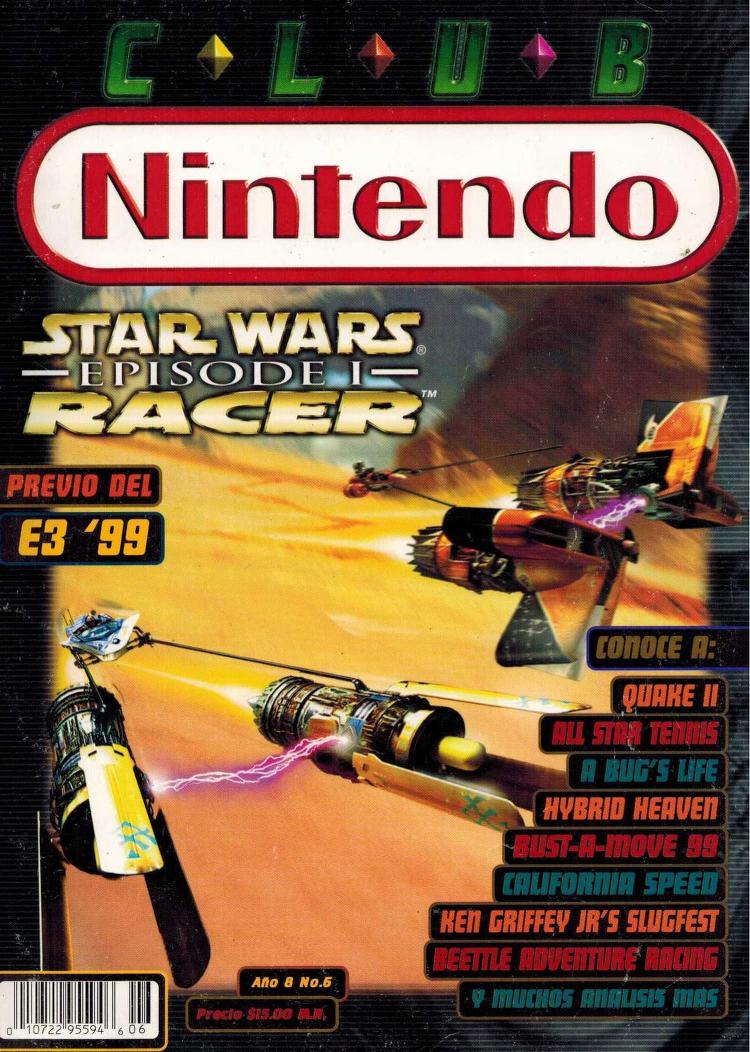 CLUB
Nintendo
STAR WARS®
EPISODE I
RACER™
PREVIO DEL
E3 '99
CONOCE A:
QUAKE II
ALL STAR TENNIS
A BUG'S LIFE
HYBRID HEAVEN
BUST-A-MOVE 99
CALIFORNIA SPEED
KEN GRIFFEY JR'S SLUGFEST
BEETLE ADVENTURE RACING
Y MUCHOS ANALISIS MAS
Año 8 No.6
Precio $15.00 M.N.
0 10722 95594 6 06